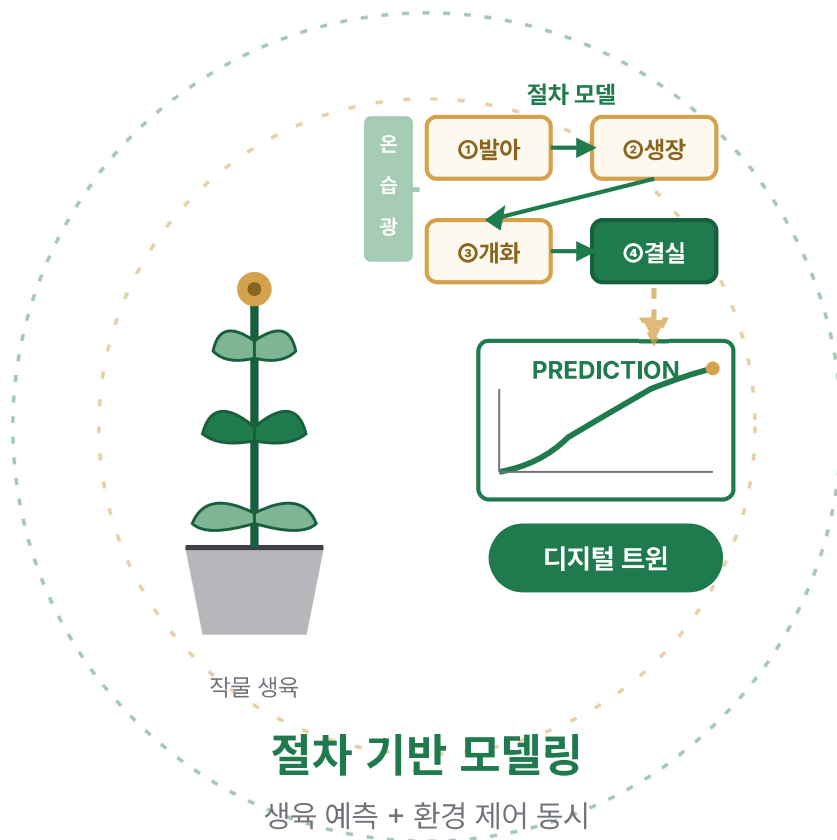 절차 모델
온
습
광
①발아
②생장
③개화
④결실
PREDICTION
디지털 트윈
작물 생육
절차 기반 모델링
생육 예측 + 환경 제어 동시